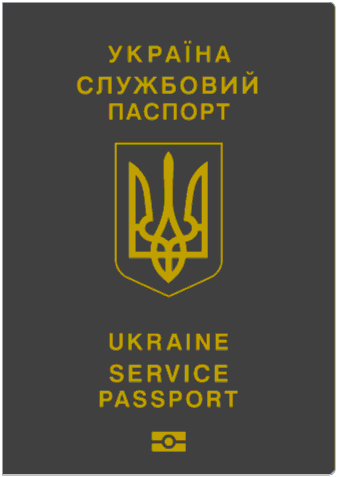 УКРАЇНА
СЛУЖБОВИЙ
ПАСПОРТ
UKRAINE
SERVICE
PASSPORT